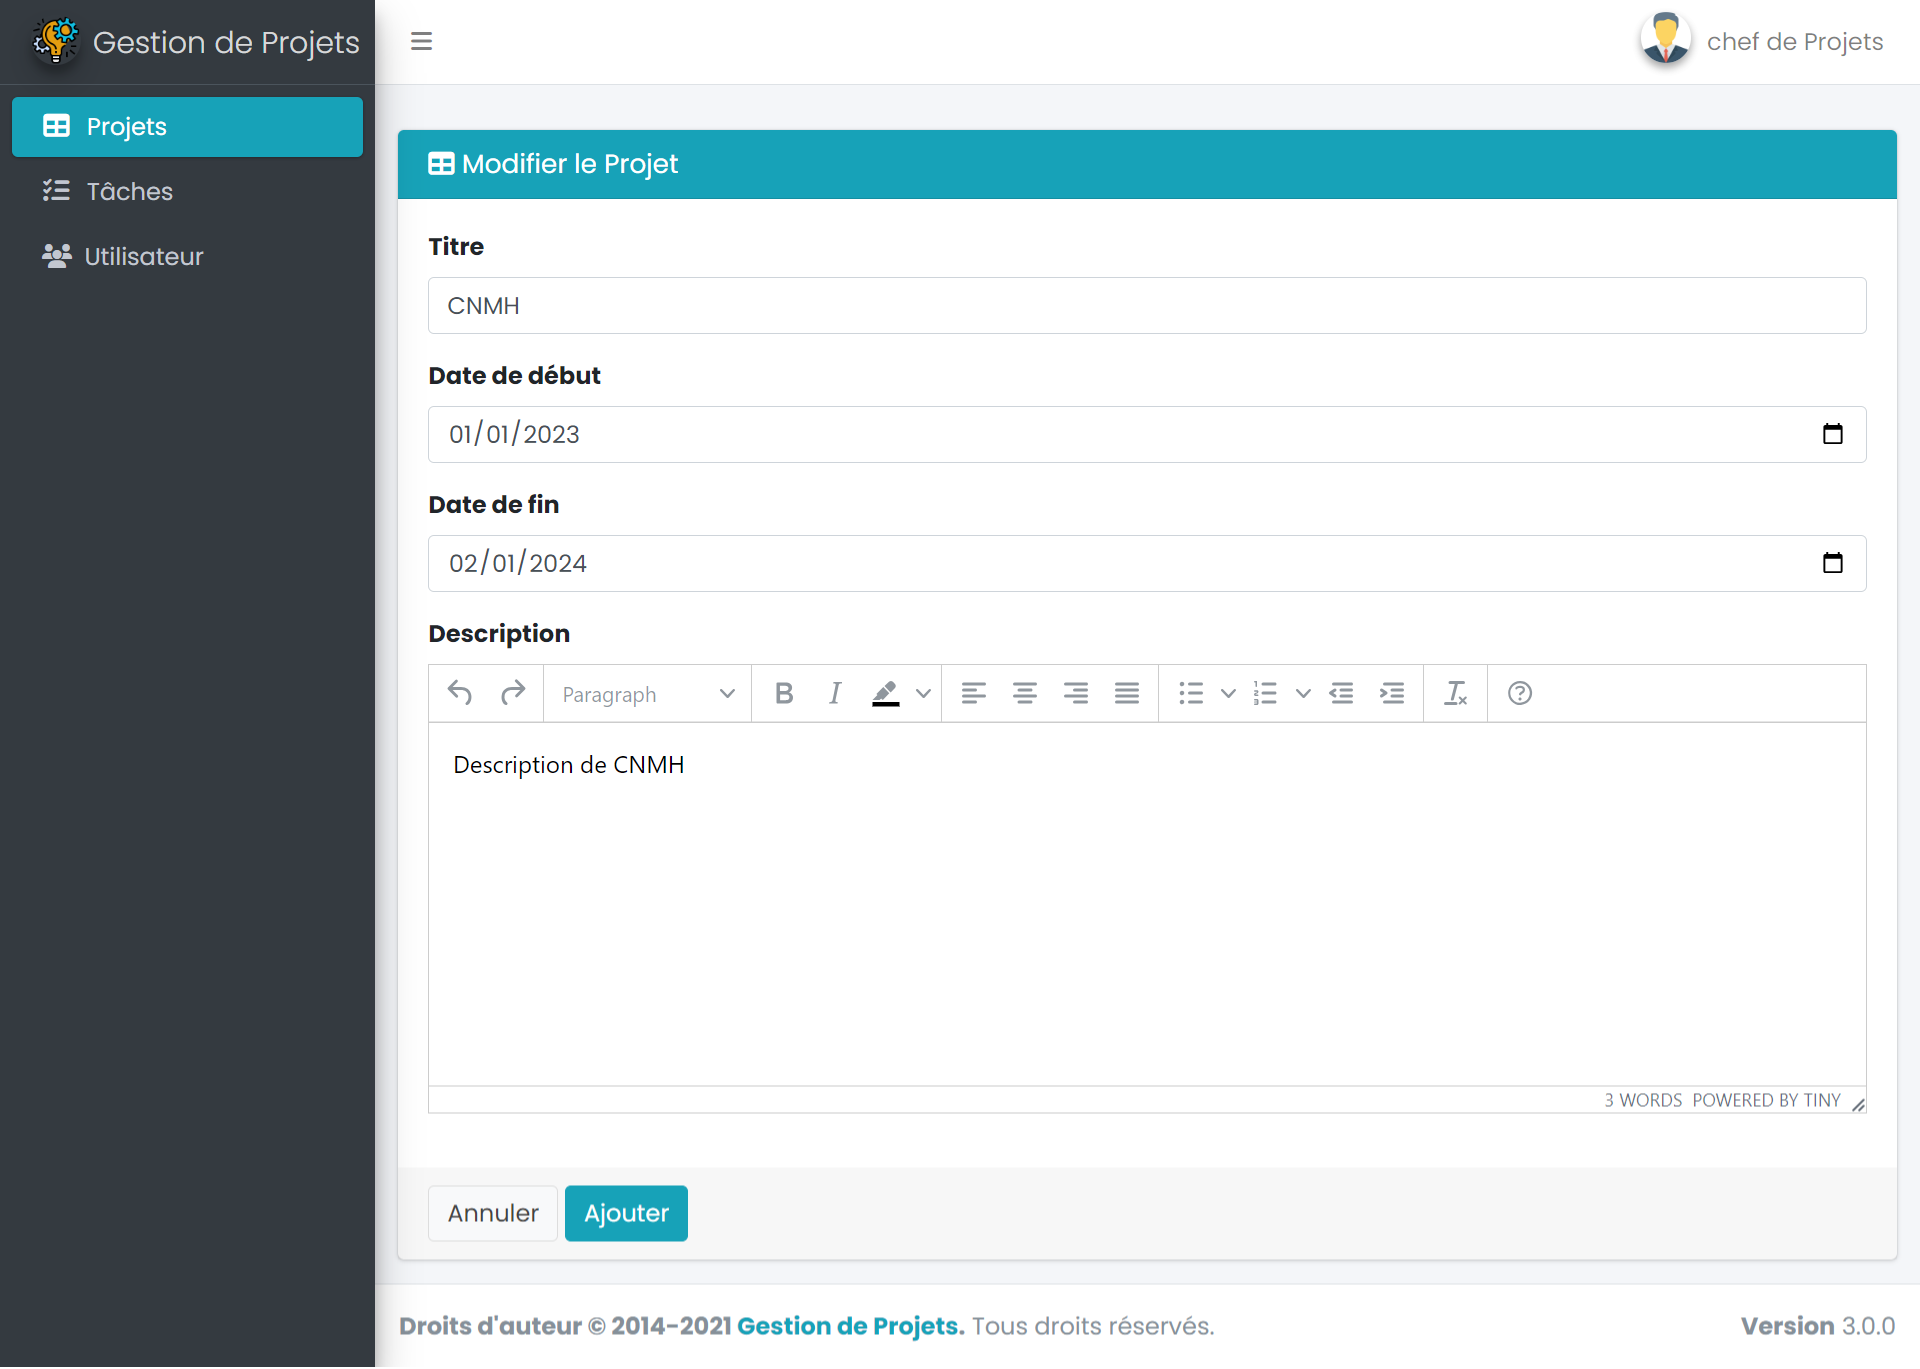 Gestion de Projets
chef de Projets
Projets
Tâches
Utilisateur
Modifier le Projet
Titre
CNMH
Date de début
01/01/2023
Date de fin
02/01/2024
Description
Paragraph
Description de CNMH
3 WORDS POWERED BY TINY
Annuler
Ajouter
Droits d'auteur © 2014-2021 Gestion de Projets. Tous droits réservés.
Version 3.0.0